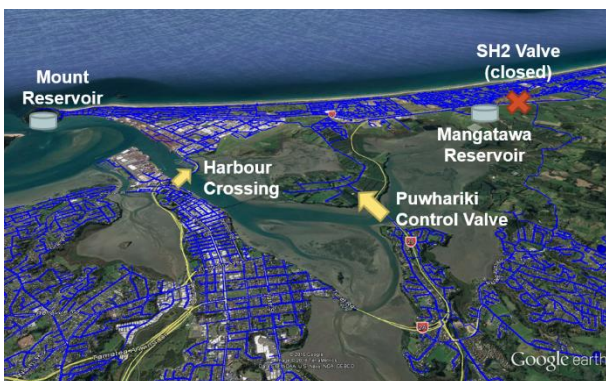 SH2 Valve
(closed)
Mount
Reservoir
Mangatawa
Reservoir
Harbour
Crossing
Puwhariki
Control Valve
Google earth